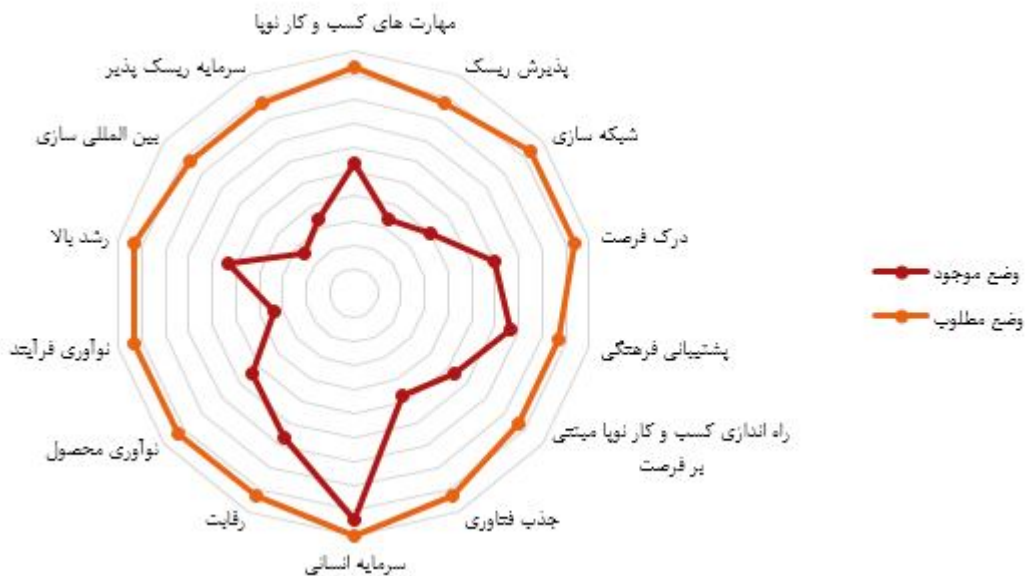 مهارت های کسب و کار نوپا
پذیرش ریسک
شبکه سازی
درک فرصت
پشتیبانی فرهنگی
راه اندازی کسب و کار نوپا مبتنی
بر فرصت
جذب فناوری
سرمایه انسانی
رقابت
نوآوری محصول
نوآوری فرآیند
رشد بالا
بین المللی سازی
سرمایه ریسک پذیر
وضع موجود
وضع مطلوب